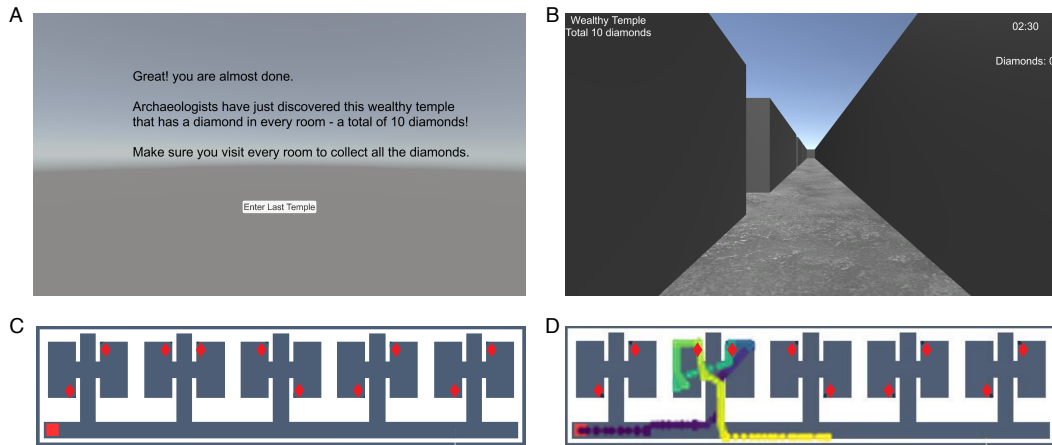 A
Great! you are almost done.
Archaeologists have just discovered this wealthy temple
that has a diamond in every room - a total of 10 diamonds!
Make sure you visit every room to collect all the diamonds.
Enter Last Temple
B
Wealthy Temple
Total 10 diamonds
02:30
Diamonds: 0
C
D